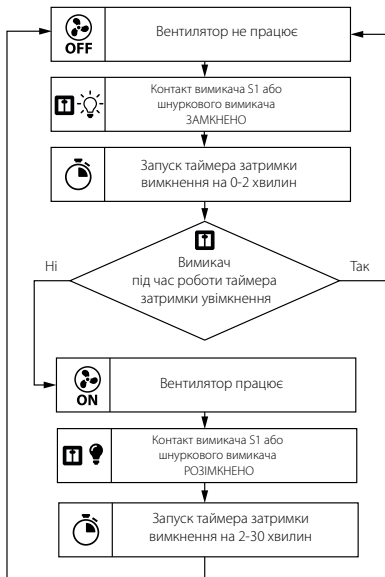 OFF
Вентилятор не працює
Контакт вимикача S1 або
шнуркового вимикача
ЗАМКНЕНО
Запуск таймера затримки
вимкнення на 0-2 хвилин
Вимикач
під час роботи таймера
затримки увімкнення
Ні
Так
ON
Вентилятор працює
Контакт вимикача S1 або
шнуркового вимикача
РОЗІМКНЕНО
Запуск таймера затримки
вимкнення на 2-30 хвилин